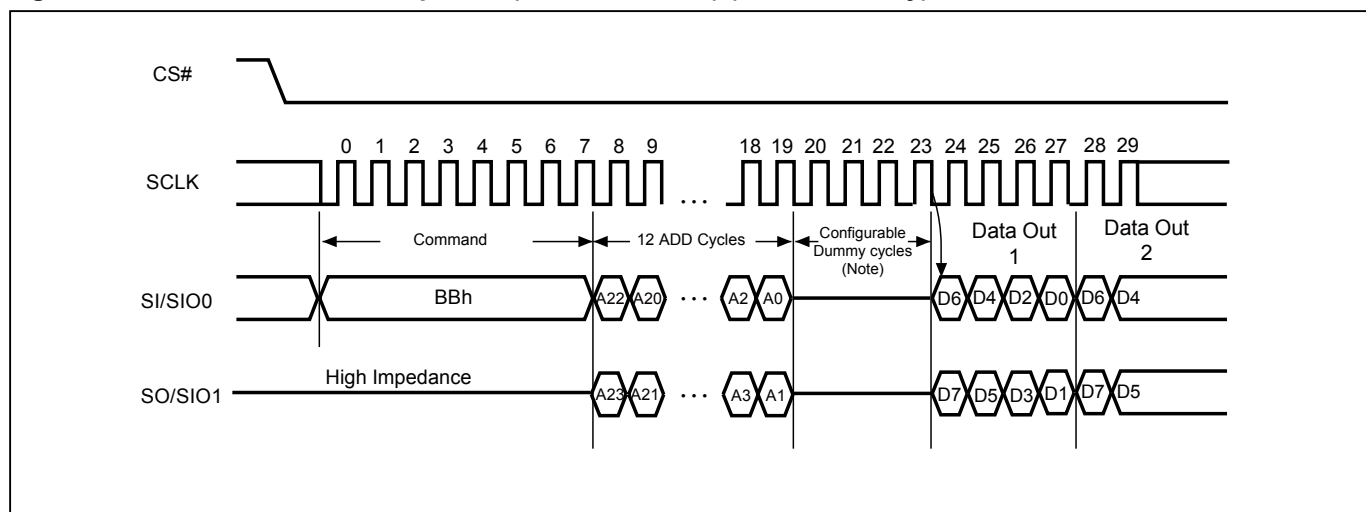 CS#
0 1 2 3 4 5 6 7 8 9 18 19 20 21 22 23 24 25 26 27 28 29
SCLK
...
Command
12 ADD Cycles
Configurable
Dummy cycles
(Note)
Data Out
1
Data Out
2
SI/SIO0
BBh
A22 A20 ... A2 A0
D6 D4 D2 D0 D6 D4
SO/SIO1
High Impedance
A23 A21 ... A3 A1
D7 D5 D3 D1 D7 D5